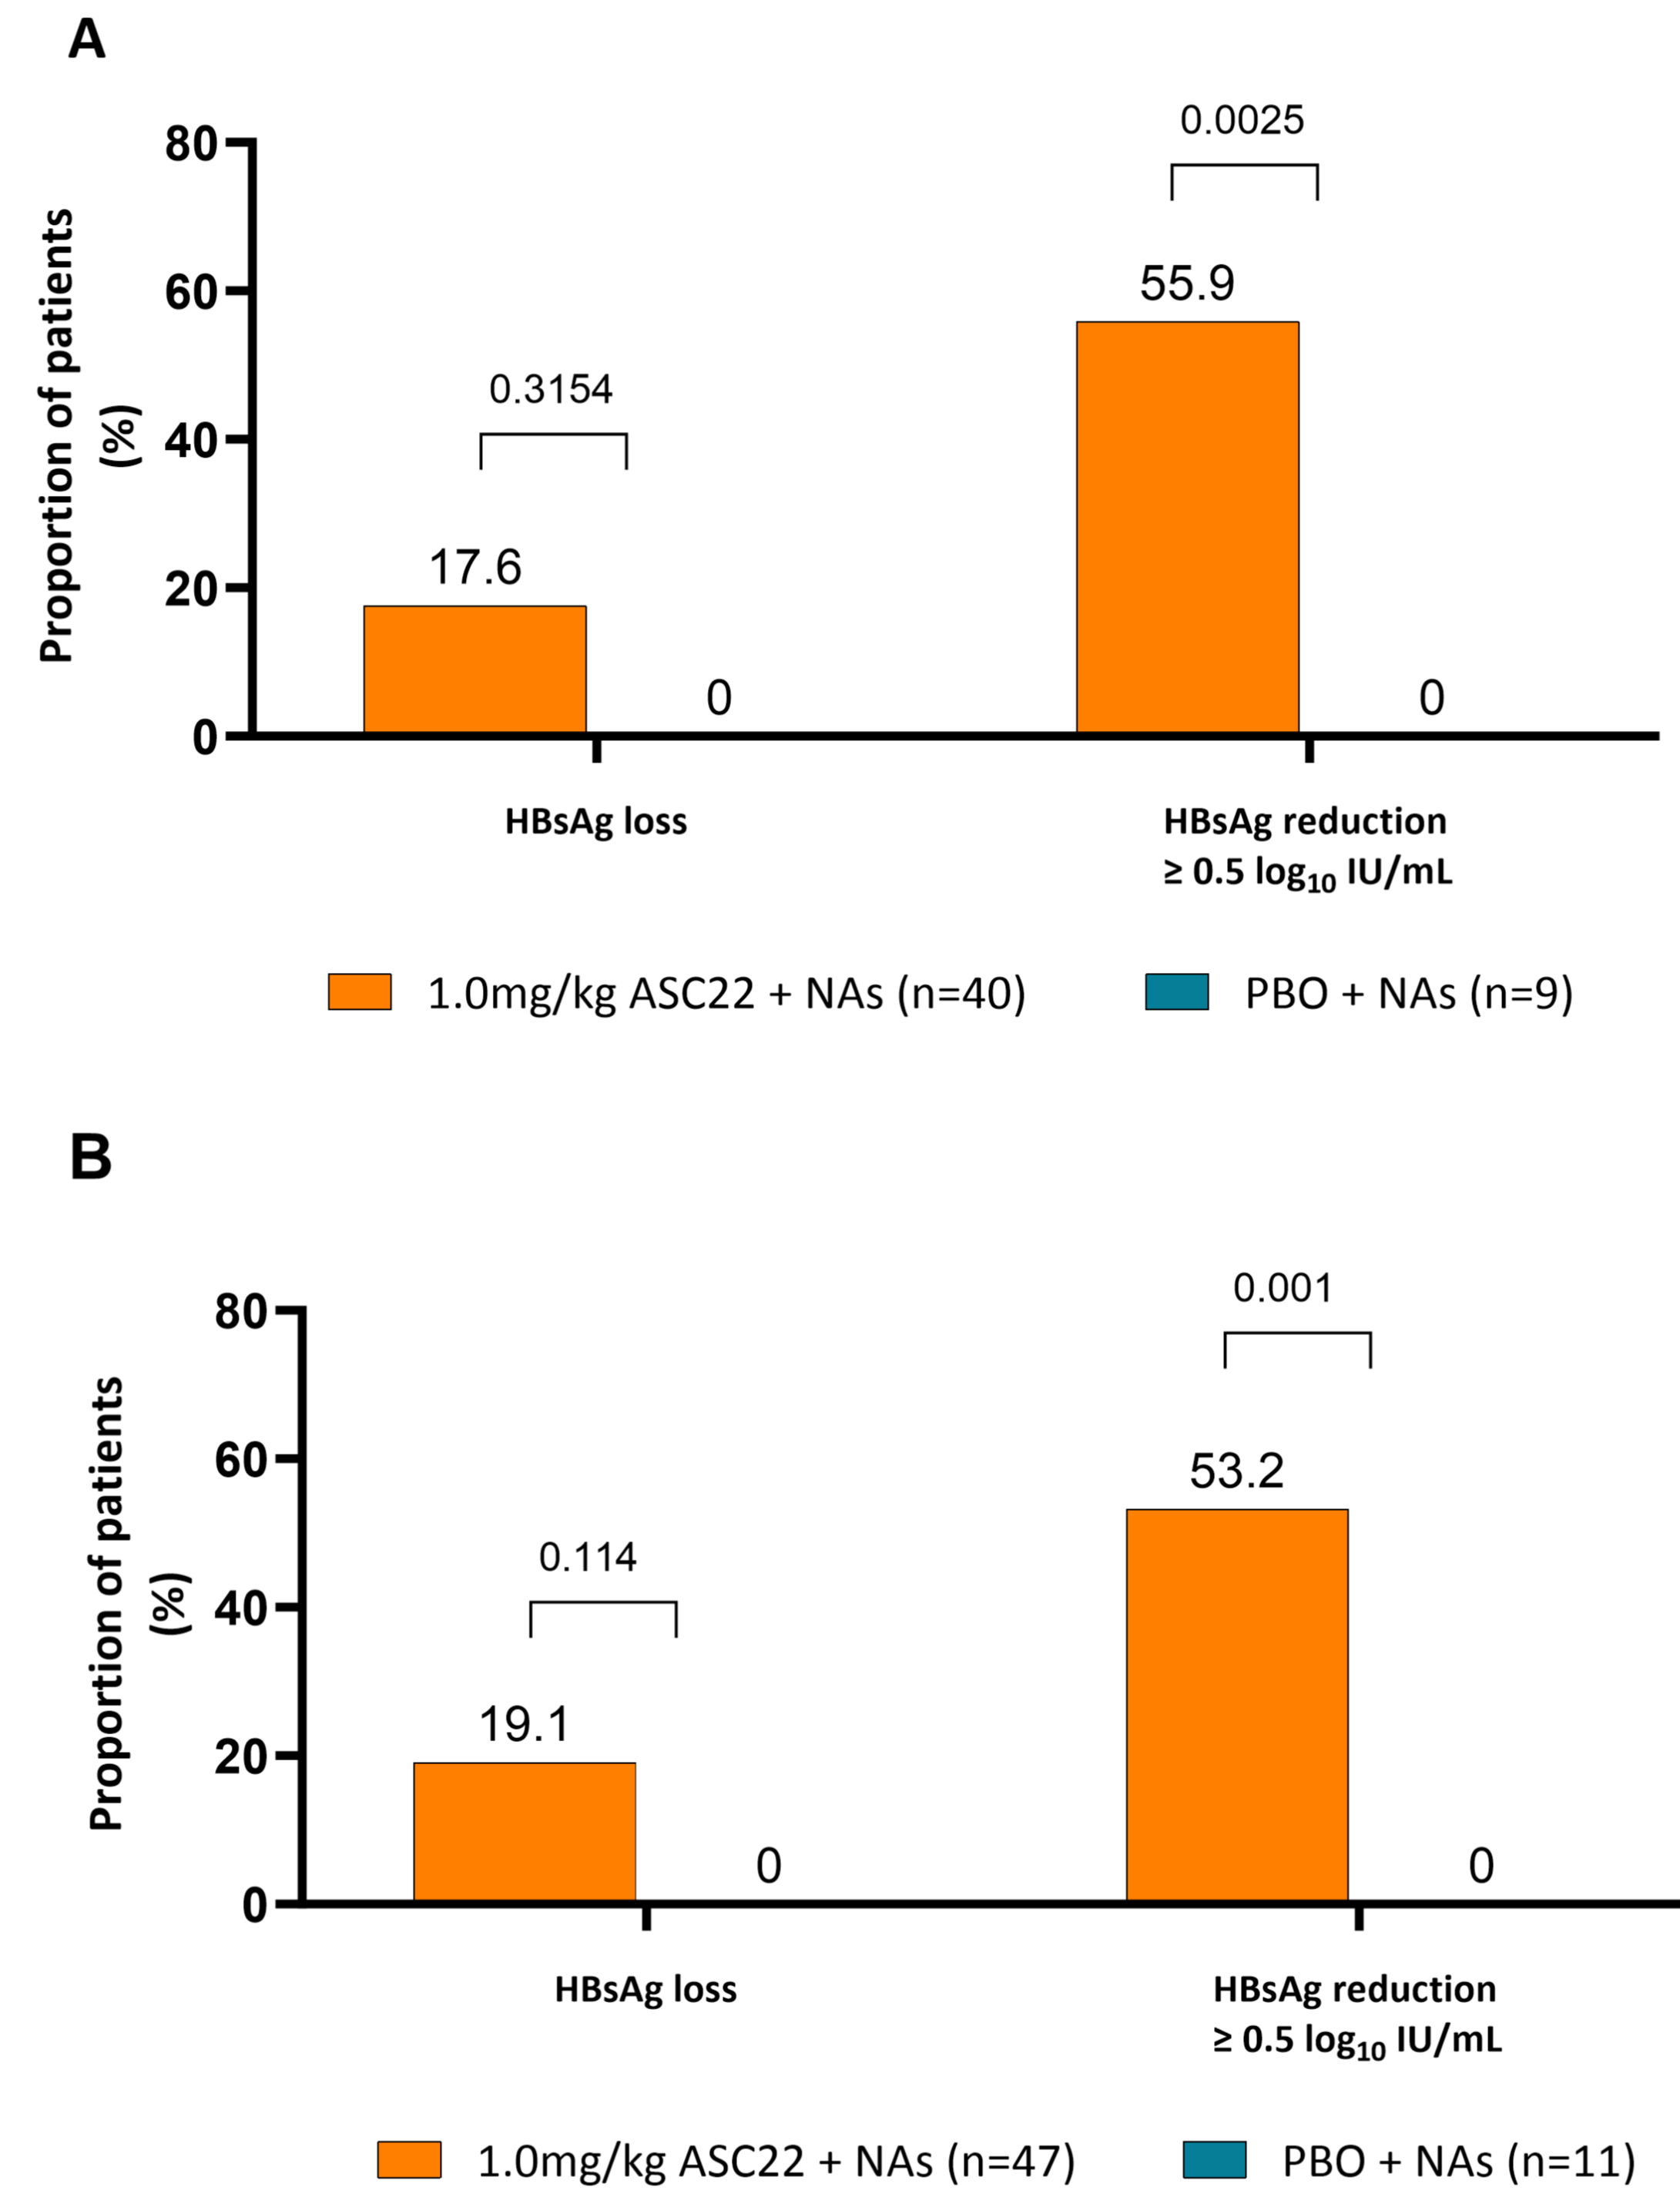 A
0.0025
80
55.9
60
0.3154
40
17.6
20
0 0
0
Proportion of patients
(%)
HBsAg loss HBsAg reduction
≥ 0.5 log₁₀ IU/mL
1.0mg/kg ASC22 + NAs (n=40) PBO + NAs (n=9)
B
0.001
80
53.2
60
0.114
40
19.1
20
0 0
0
Proportion of patients
(%)
HBsAg loss HBsAg reduction
≥ 0.5 log₁₀ IU/mL
1.0mg/kg ASC22 + NAs (n=47) PBO + NAs (n=11)